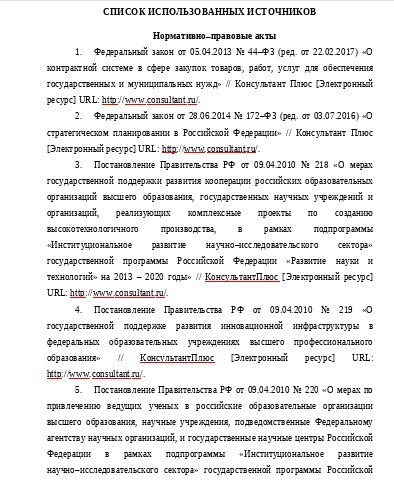 СПИСОК ИСПОЛЬЗОВАННЫХ ИСТОЧНИКОВ
Нормативно–правовые акты
1. Федеральный закон от 05.04.2013 № 44–ФЗ (ред. от 22.02.2017) «О
контрактной системе в сфере закупок товаров, работ, услуг для обеспечения
государственных и муниципальных нужд» // Консультант Плюс [Электронный
ресурс] URL: http://www.consultant.ru/.
2. Федеральный закон от 28.06.2014 № 172–ФЗ (ред. от 03.07.2016) «О
стратегическом планировании в Российской Федерации» // Консультант Плюс
[Электронный ресурс] URL: http://www.consultant.ru/.
3. Постановление Правительства РФ от 09.04.2010 № 218 «О мерах
государственной поддержки развития кооперации российских образовательных
организаций высшего образования, государственных научных учреждений и
организаций, реализующих комплексные проекты по созданию
высокотехнологичного производства, в рамках подпрограммы
«Институциональное развитие научно–исследовательского сектора»
государственной программы Российской Федерации «Развитие науки и
технологий» на 2013 – 2020 годы» // КонсультантПлюс [Электронный ресурс]
URL: http://www.consultant.ru/.
4. Постановление Правительства РФ от 09.04.2010 № 219 «О
государственной поддержке развития инновационной инфраструктуры в
федеральных образовательных учреждениях высшего профессионального
образования» // КонсультантПлюс [Электронный ресурс] URL:
http://www.consultant.ru/.
5. Постановление Правительства РФ от 09.04.2010 № 220 «О мерах по
привлечению ведущих ученых в российские образовательные организации
высшего образования, научные учреждения, подведомственные Федеральному
агентству научных организаций, и государственные научные центры Российской
Федерации в рамках подпрограммы «Институциональное развитие
научно–исследовательского сектора» государственной программы Российской